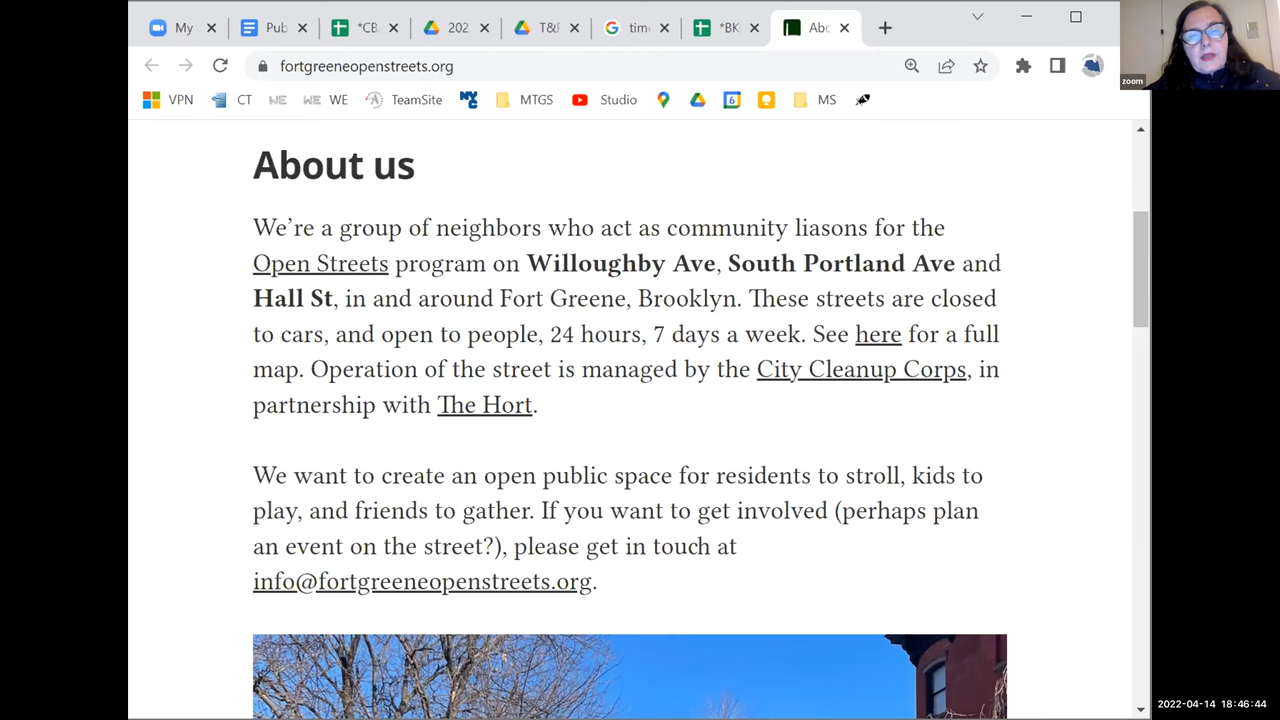 My
Pub
*CB
202
T&F
time
*BK
Abo
fortgreeneopenstreets.org
VPN
CT
WE
WE
TeamSite
NYC
MTGS
Studio
6
MS
zoom
About us
We’re a group of neighbors who act as community liasons for the
Open Streets program on Willoughby Ave, South Portland Ave and
Hall St, in and around Fort Greene, Brooklyn. These streets are closed
to cars, and open to people, 24 hours, 7 days a week. See here for a full
map. Operation of the street is managed by the City Cleanup Corps, in
partnership with The Hort.
We want to create an open public space for residents to stroll, kids to
play, and friends to gather. If you want to get involved (perhaps plan
an event on the street?), please get in touch at
info@fortgreeneopenstreets.org.
2022-04-14 18:46:44